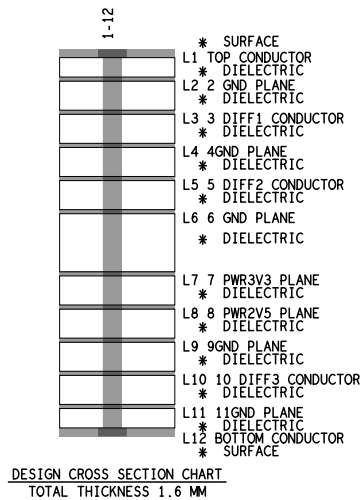 1-12
* SURFACE
L1 TOP CONDUCTOR
* DIELECTRIC
L2 2 GND PLANE
* DIELECTRIC
L3 3 DIFF1 CONDUCTOR
* DIELECTRIC
L4 4GND PLANE
* DIELECTRIC
L5 5 DIFF2 CONDUCTOR
* DIELECTRIC
L6 6 GND PLANE
* DIELECTRIC
L7 7 PWR3V3 PLANE
* DIELECTRIC
L8 8 PWR2V5 PLANE
* DIELECTRIC
L9 9GND PLANE
* DIELECTRIC
L10 10 DIFF3 CONDUCTOR
* DIELECTRIC
L11 11GND PLANE
* DIELECTRIC
L12 BOTTOM CONDUCTOR
* SURFACE
DESIGN CROSS SECTION CHART
TOTAL THICKNESS 1.6 MM